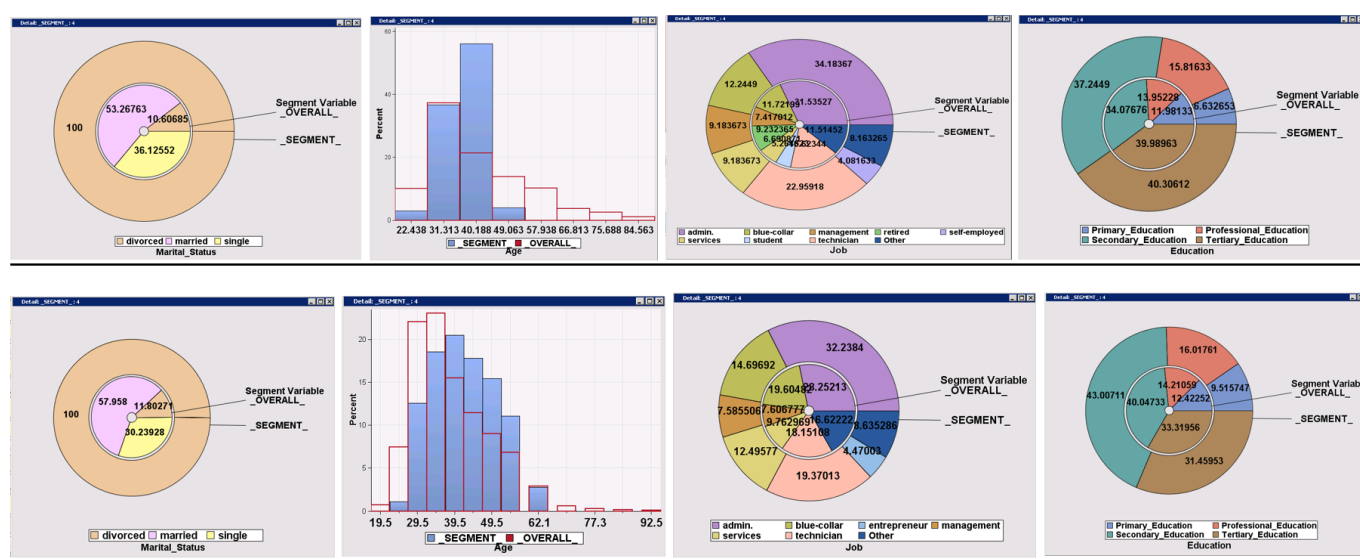 Detail: _SEGMENT_ : 4
53.26763
10.60685
100
36.12552
Segment Variable
_OVERALL_
_SEGMENT_
divorced married single
Marital_Status
Detail: _SEGMENT_ : 4
Percent
60
40
20
0
22.438 31.313 40.188 49.063 57.938 66.813 75.688 84.563
_SEGMENT_ _OVERALL_
Age
Detail: _SEGMENT_ : 4
34.18367
12.2449
11.72199
7.417012
9.183673
9.232365
11.51452
8.163265
9.183673
4.081633
22.95918
Segment Variable
_OVERALL_
_SEGMENT_
admin. blue-collar management retired self-employed
services student technician Other
Job
Detail: _SEGMENT_ : 4
15.81633
37.2449
13.95228
34.07676
11.98133
6.632653
39.98963
40.30612
Segment Variable
_OVERALL_
_SEGMENT_
Primary_Education Professional_Education
Secondary_Education Tertiary_Education
Education
Detail: _SEGMENT_ : 4
57.958
11.80271
100
30.23928
Segment Variable
_OVERALL_
_SEGMENT_
divorced married single
Marital_Status
Detail: _SEGMENT_ : 4
Percent
20
15
10
5
0
19.5 29.5 39.5 49.5 62.1 77.3 92.5
_SEGMENT_ _OVERALL_
Age
Detail: _SEGMENT_ : 4
32.2384
14.69692
19.60482
28.25213
7.585506
7.606777
9.762969
16.62222
8.635286
18.15108
12.49577
4.47003
19.37013
Segment Variable
_OVERALL_
_SEGMENT_
admin. blue-collar entrepreneur management
services technician Other
Job
Detail: _SEGMENT_ : 4
16.01761
14.21059
43.00711
40.04733
12.42252
9.515747
33.31956
31.45953
Segment Variable
_OVERALL_
_SEGMENT_
Primary_Education Professional_Education
Secondary_Education Tertiary_Education
Education